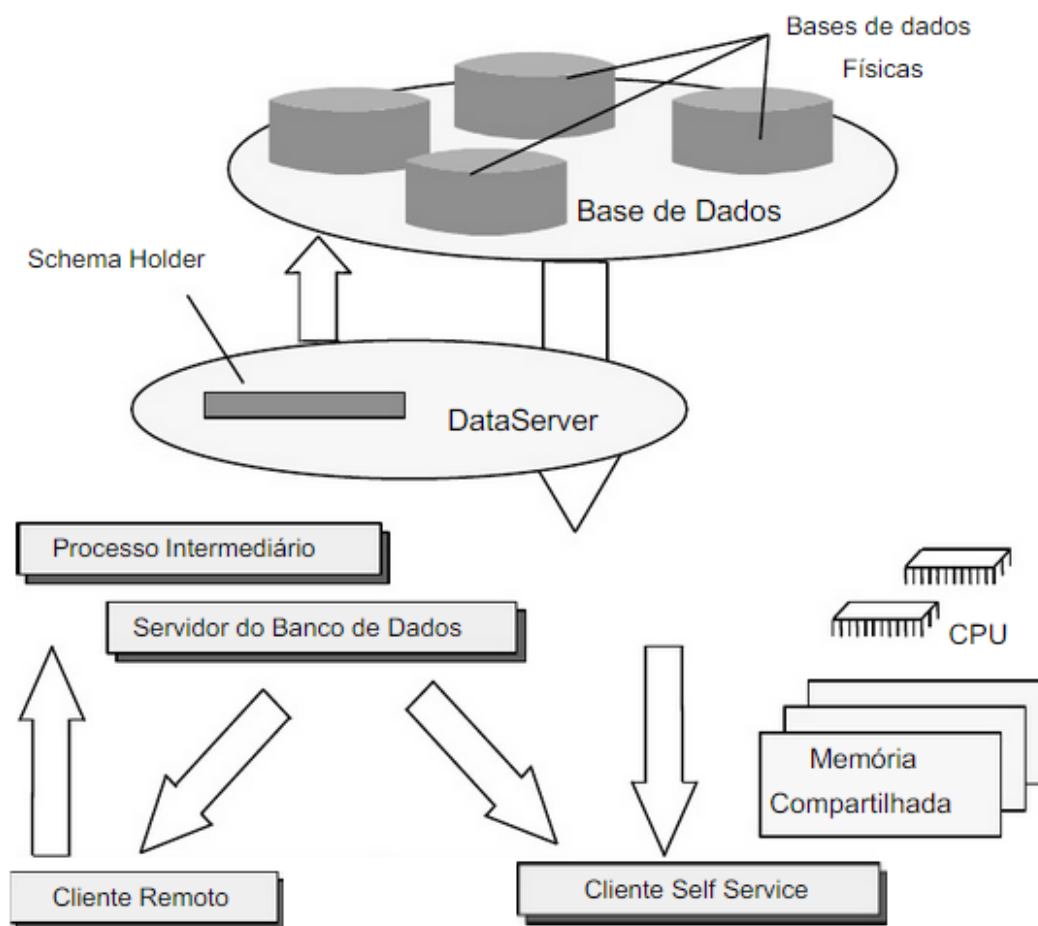 Bases de dados
Físicas
Base de Dados
Schema Holder
DataServer
Processo Intermediário
Servidor do Banco de Dados
CPU
Memória
Compartilhada
Cliente Remoto
Cliente Self Service